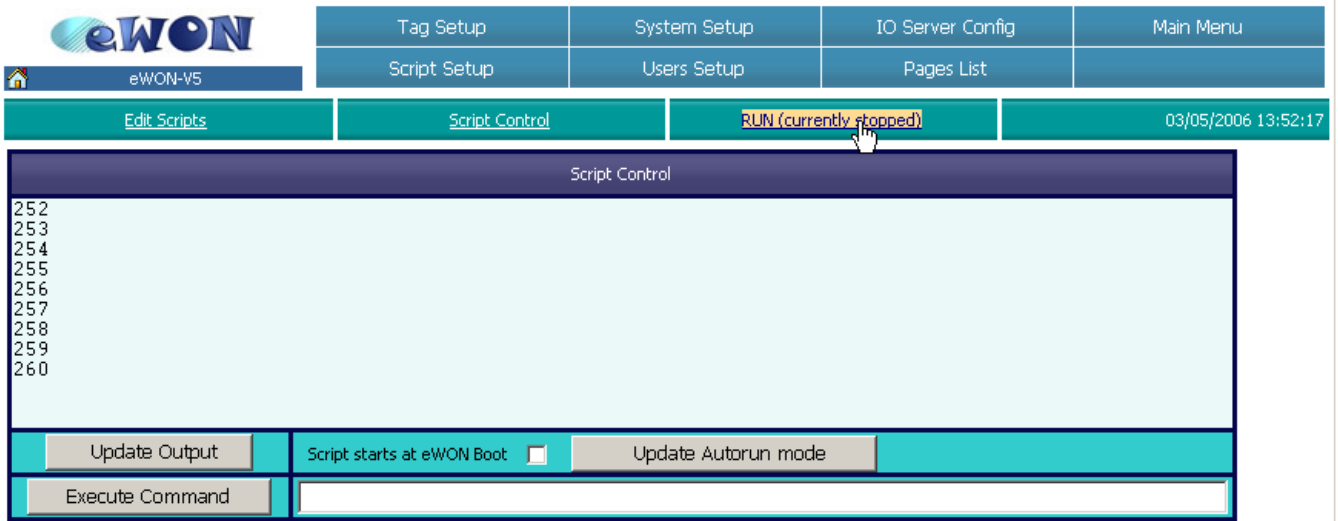 eWON
Tag Setup
System Setup
IO Server Config
Main Menu
eWON-V5
Script Setup
Users Setup
Pages List
Edit Scripts
Script Control
RUN (currently stopped)
03/05/2006 13:52:17
Script Control
252
253
254
255
256
257
258
259
260
Update Output
Script starts at eWON Boot
Update Autorun mode
Execute Command